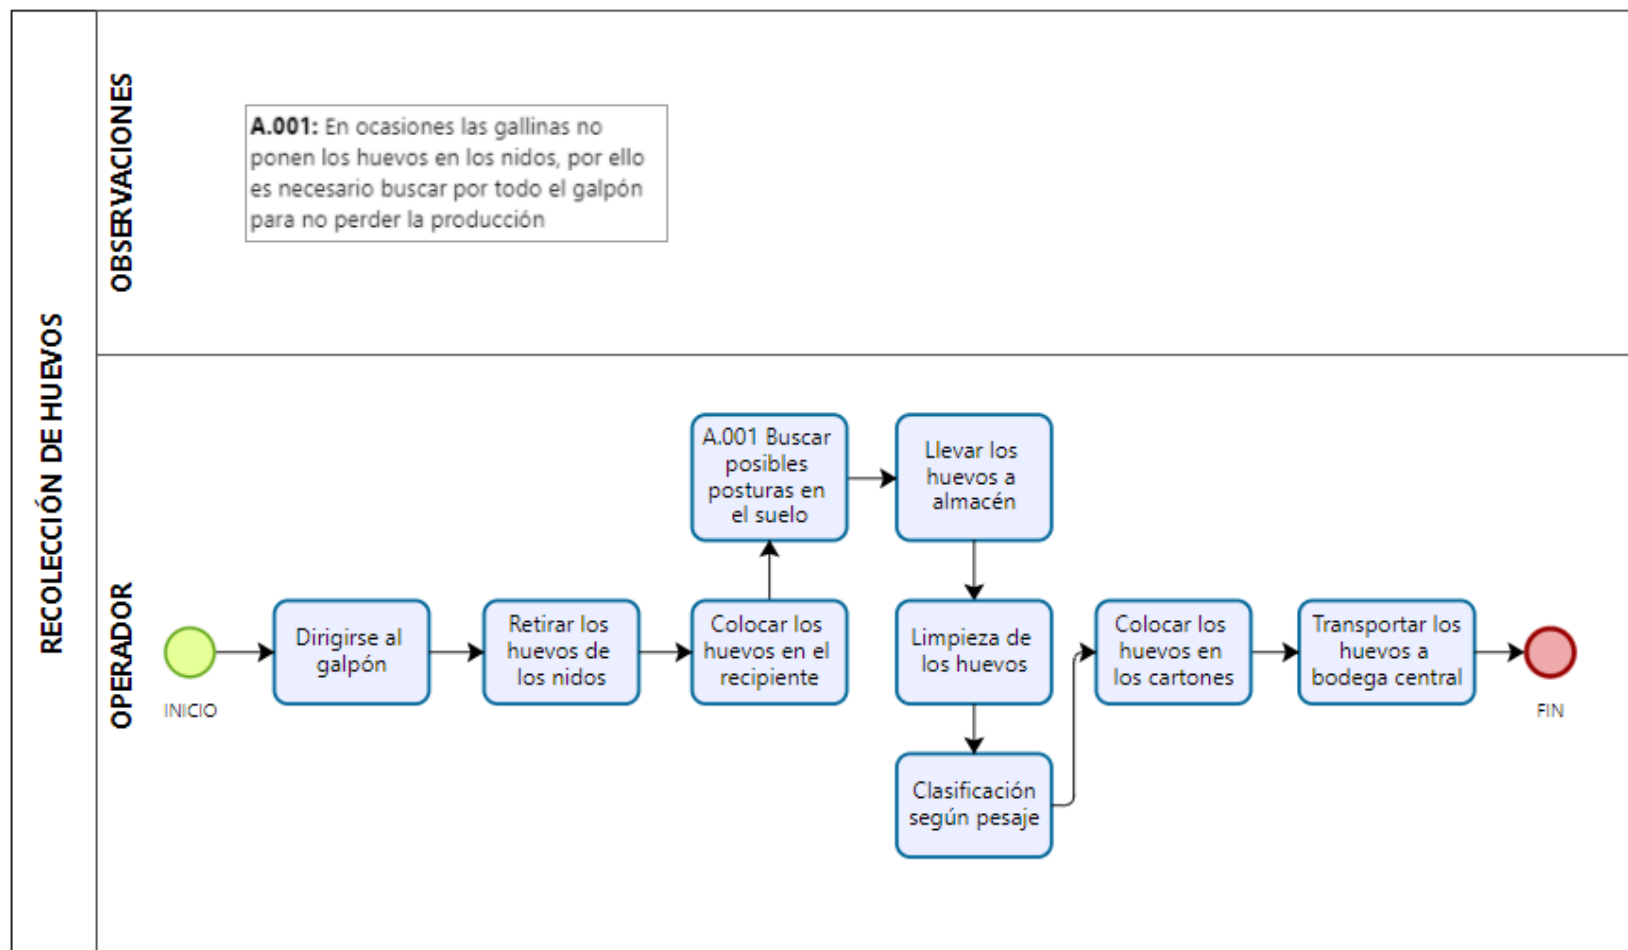 RECOLECCIÓN DE HUEVOS
OBSERVACIONES
A.001: En ocasiones las gallinas no
ponen los huevos en los nidos, por ello
es necesario buscar por todo el galpón
para no perder la producción
OPERADOR
INICIO
Dirigirse al
galpón
Retirar los
huevos de
los nidos
Colocar los
huevos en el
recipiente
A.001 Buscar
posibles
posturas en
el suelo
Llevar los
huevos a
almacén
Limpieza de
los huevos
Clasificación
según pesaje
Colocar los
huevos en
los cartones
Transportar los
huevos a
bodega central
FIN